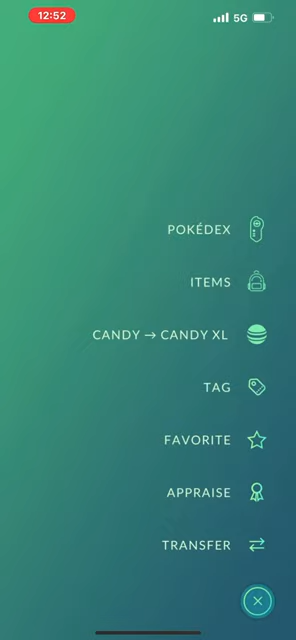 12:52
5G
POKÉDEX
ITEMS
CANDY → CANDY XL
TAG
FAVORITE
APPRAISE
TRANSFER